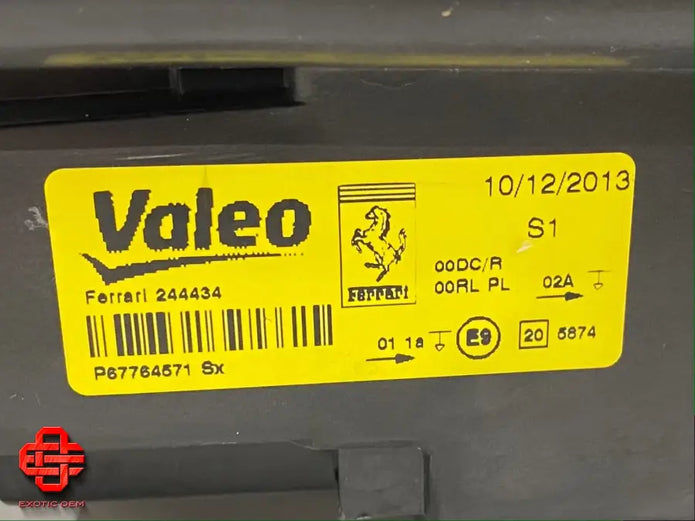 Valeo
Ferrari 244434
P67764571 Sx
Ferrari
10/12/2013
S1
00DC/R
00RL PL
02A
01 1a
E9
20 5874
EXOTIC OEM